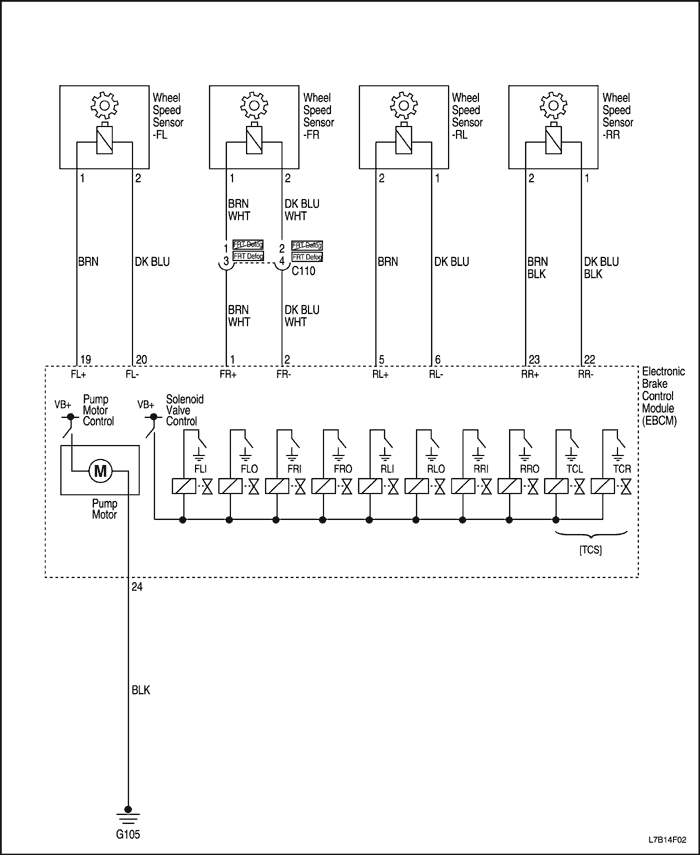 Wheel
Speed
Sensor
-FL
Wheel
Speed
Sensor
-FR
Wheel
Speed
Sensor
-RL
Wheel
Speed
Sensor
-RR
1 2 1 2 2 1 2 1
BRN
WHT
DK BLU
WHT
1 FRT Defog 2 FRT Defog
3 FRT Defog 4 FRT Defog
C110
BRN
DK BLU
BRN
DK BLU
BRN
BLK
DK BLU
BLK
BRN
WHT
DK BLU
WHT
19 20 1 2 5 6 23 22
FL+ FL- FR+ FR- RL+ RL- RR+ RR-
Electronic
Brake
Control
Module
(EBCM)
VB+
Pump
Motor
Control
VB+
Solenoid
Valve
Control
M
Pump
Motor
FLI FLO FRI FRO RLI RLO RRI RRO TCL TCR
[TCS]
24
BLK
G105
L7B14F02